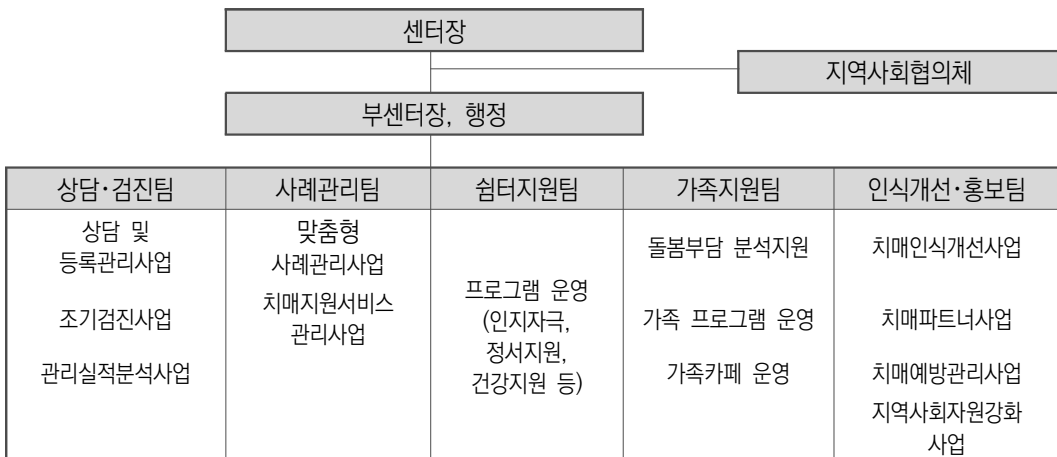 센터장
지역사회협의체
부센터장, 행정
상담·검진팀
사례관리팀
쉼터지원팀
가족지원팀
인식개선·홍보팀
상담 및
등록관리사업
조기검진사업
관리실적분석사업
맞춤형
사례관리사업
치매지원서비스
관리사업
프로그램 운영
(인지자극,
정서지원,
건강지원 등)
돌봄부담 분석지원
가족 프로그램 운영
가족카페 운영
치매인식개선사업
치매파트너사업
치매예방관리사업
지역사회자원강화
사업